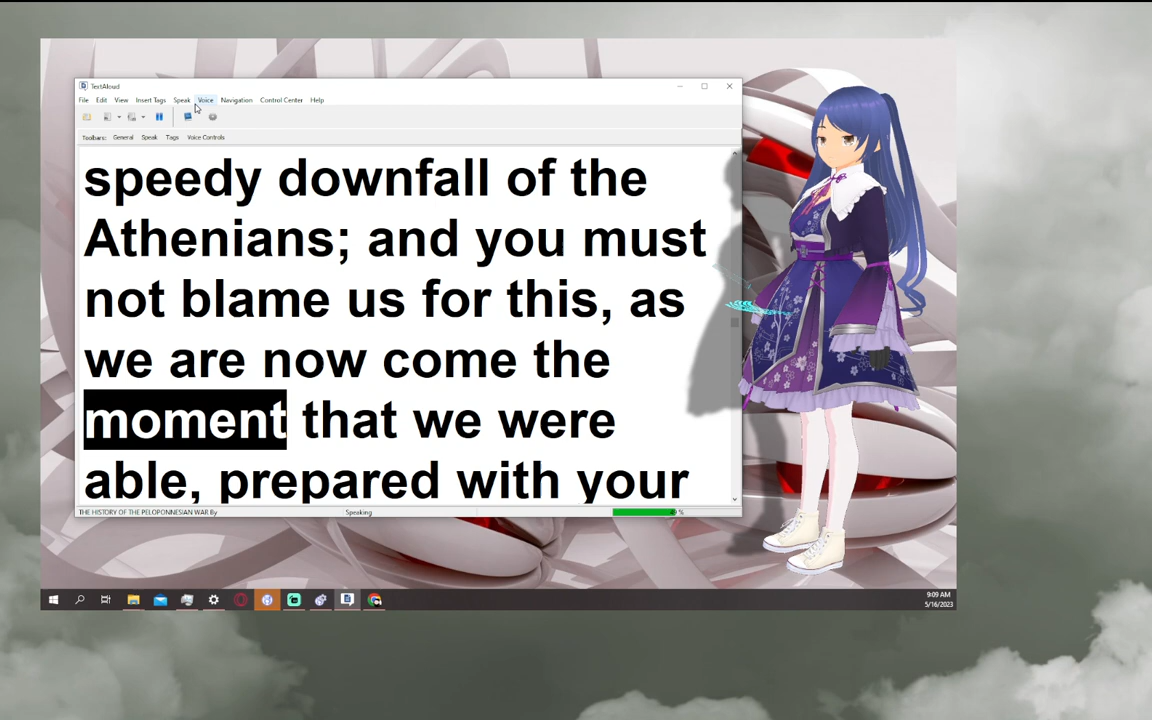 TextAloud
File Edit View Insert Tags Speak Voice Navigation Control Center Help
Toolbars: General Speak Tags Voice Controls
speedy downfall of the
Athenians; and you must
not blame us for this, as
we are now come the
moment that we were
able, prepared with your
THE HISTORY OF THE PELOPONNESIAN WAR By Speaking
9:09 AM
5/16/2023